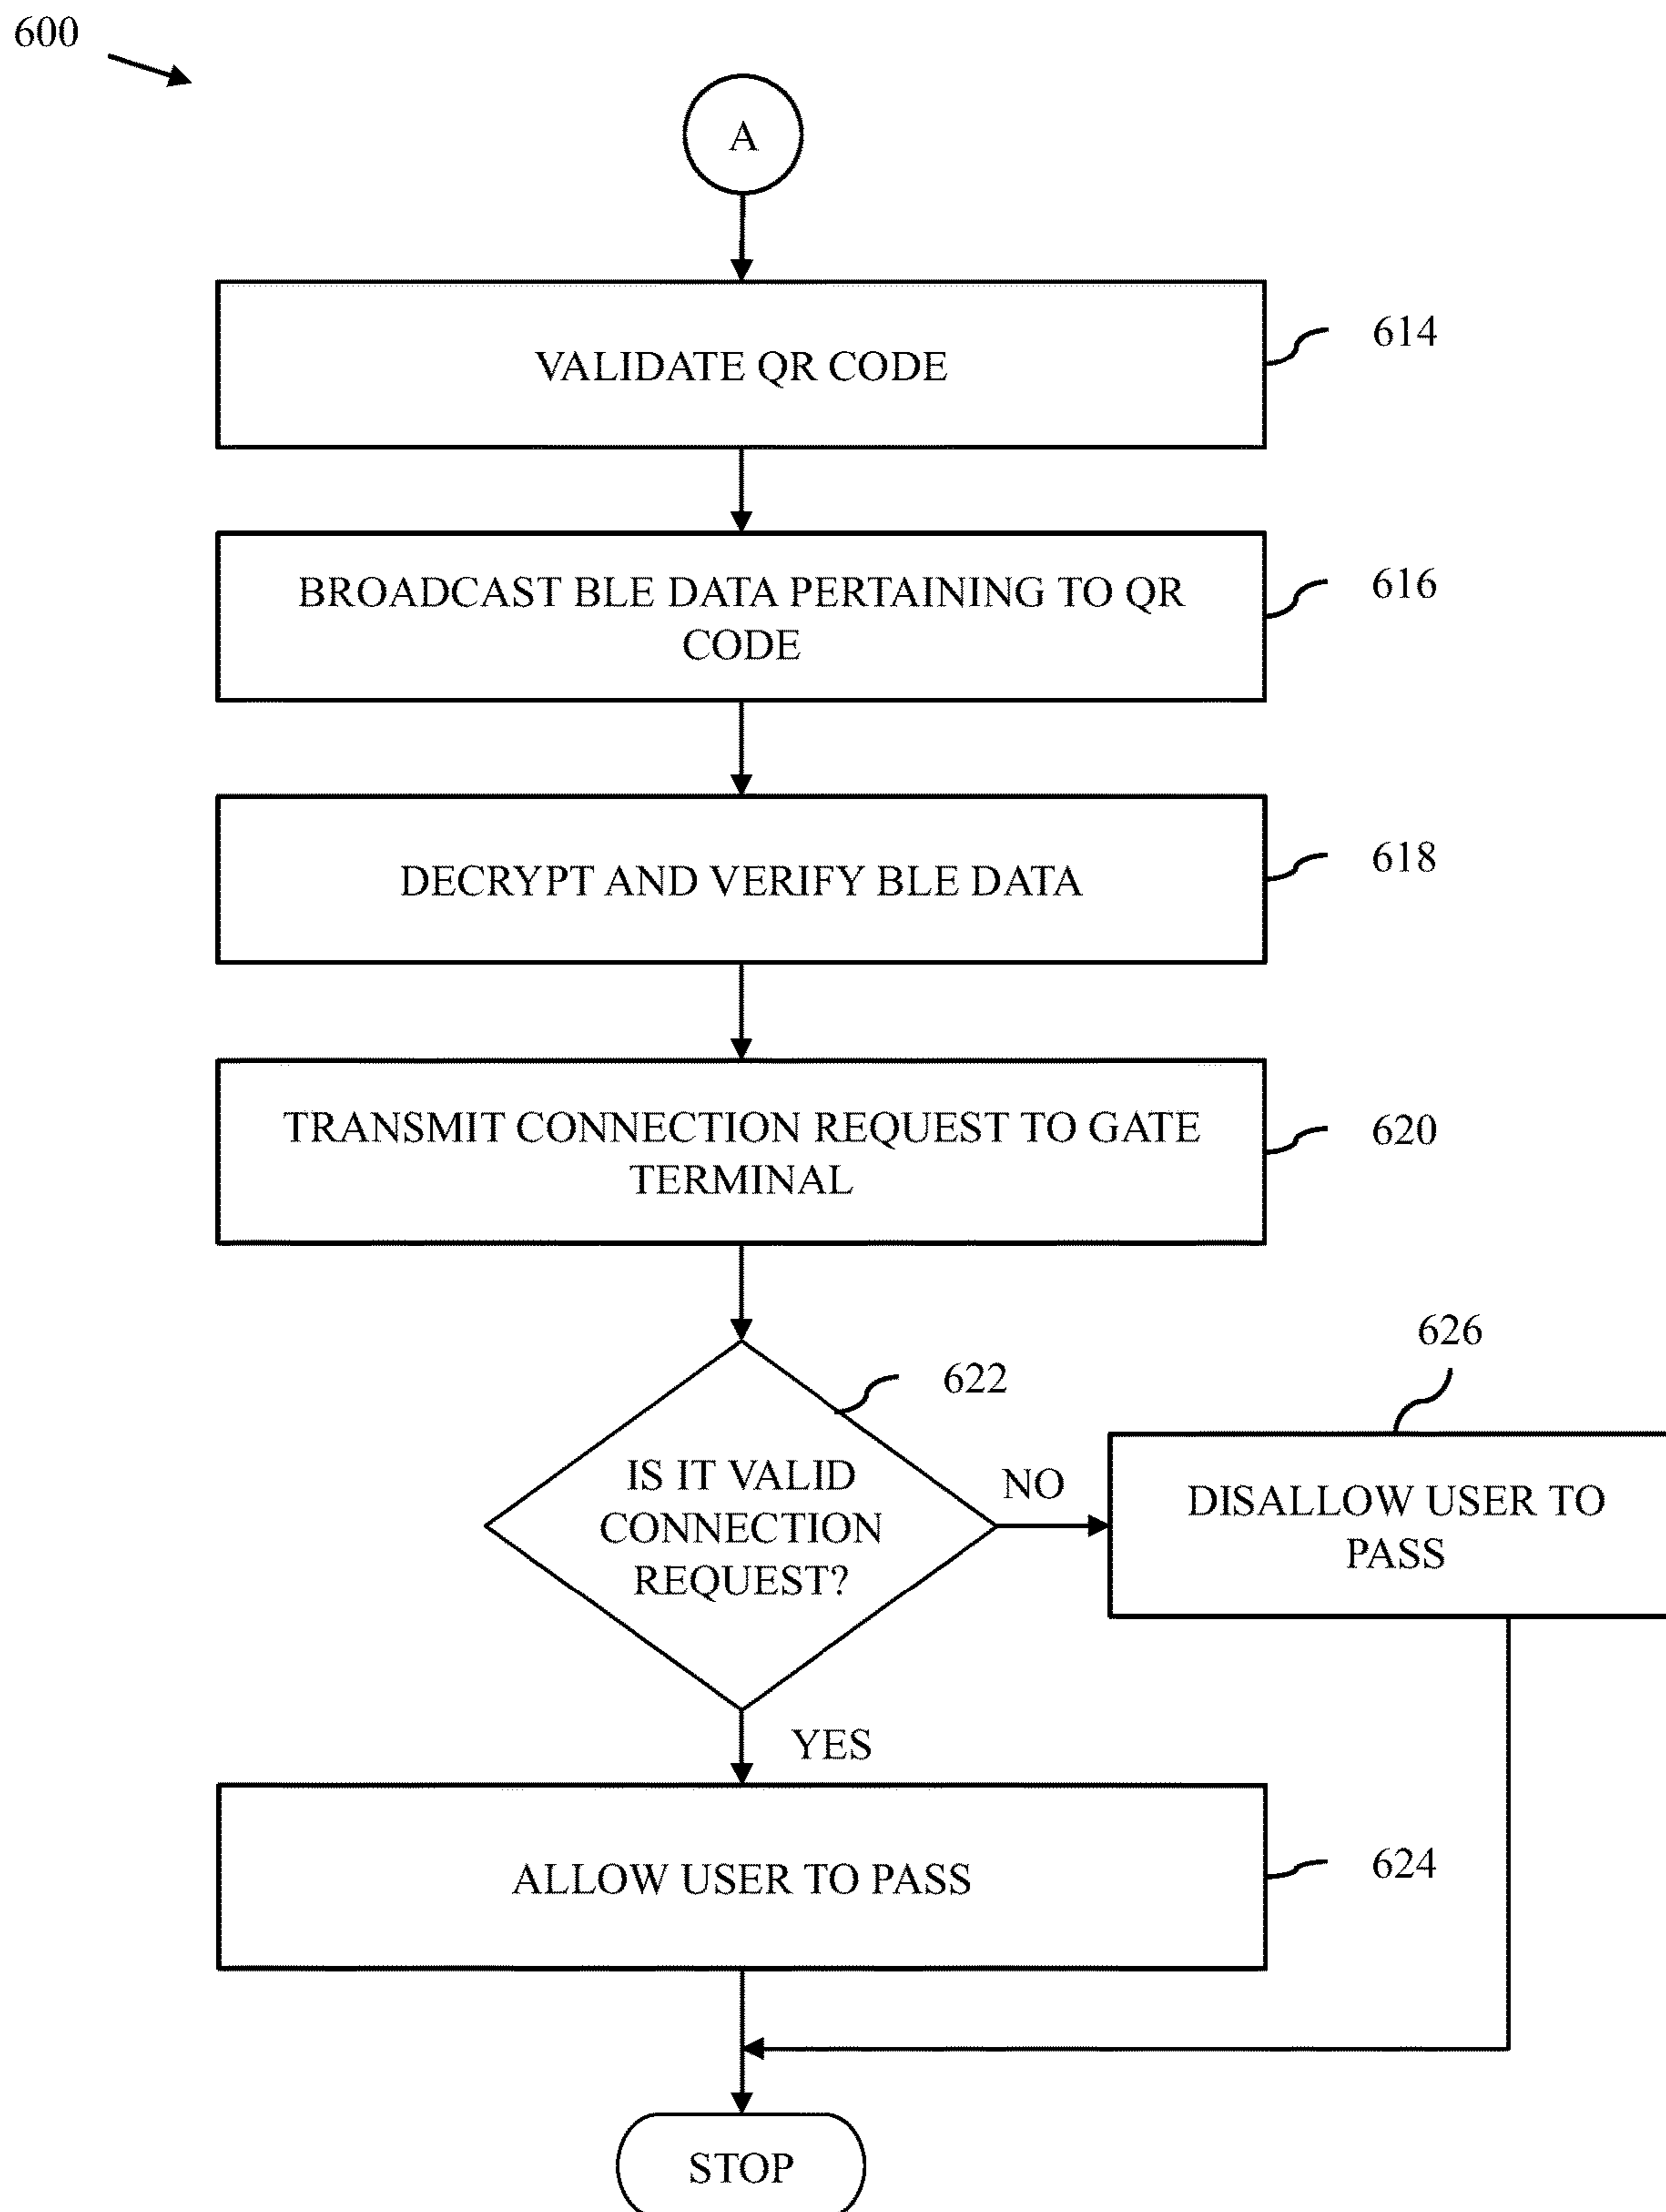 600
A
VALIDATE QR CODE
614
BROADCAST BLE DATA PERTAINING TO QR
CODE
616
DECRYPT AND VERIFY BLE DATA
618
TRANSMIT CONNECTION REQUEST TO GATE
TERMINAL
620
IS IT VALID
CONNECTION
REQUEST?
622
NO
626
DISALLOW USER TO
PASS
YES
ALLOW USER TO PASS
624
STOP